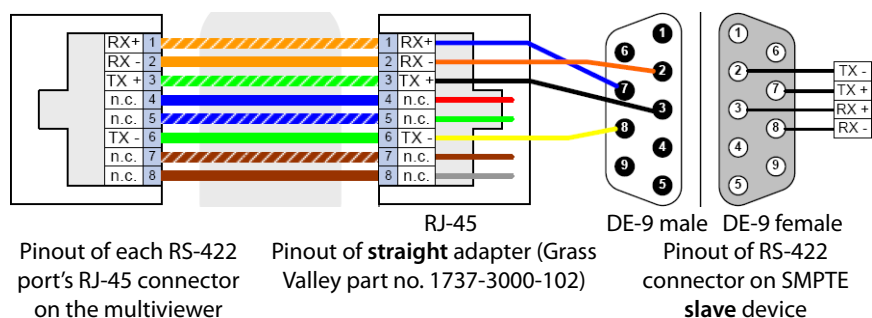 RX+ 1
RX - 2
TX + 3
n.c. 4
n.c. 5
TX - 6
n.c. 7
n.c. 8
1 RX+
2 RX -
3 TX +
4 n.c.
5 n.c.
6 TX -
7 n.c.
8 n.c.
1
6
2
7
3
8
4
9
5
1
6
2
7
3
8
4
9
5
TX -
TX +
RX +
RX -
RJ-45
DE-9 male
DE-9 female
Pinout of each RS-422
port's RJ-45 connector
on the multiviewer
Pinout of straight adapter (Grass
Valley part no. 1737-3000-102)
Pinout of RS-422
connector on SMPTE
slave device